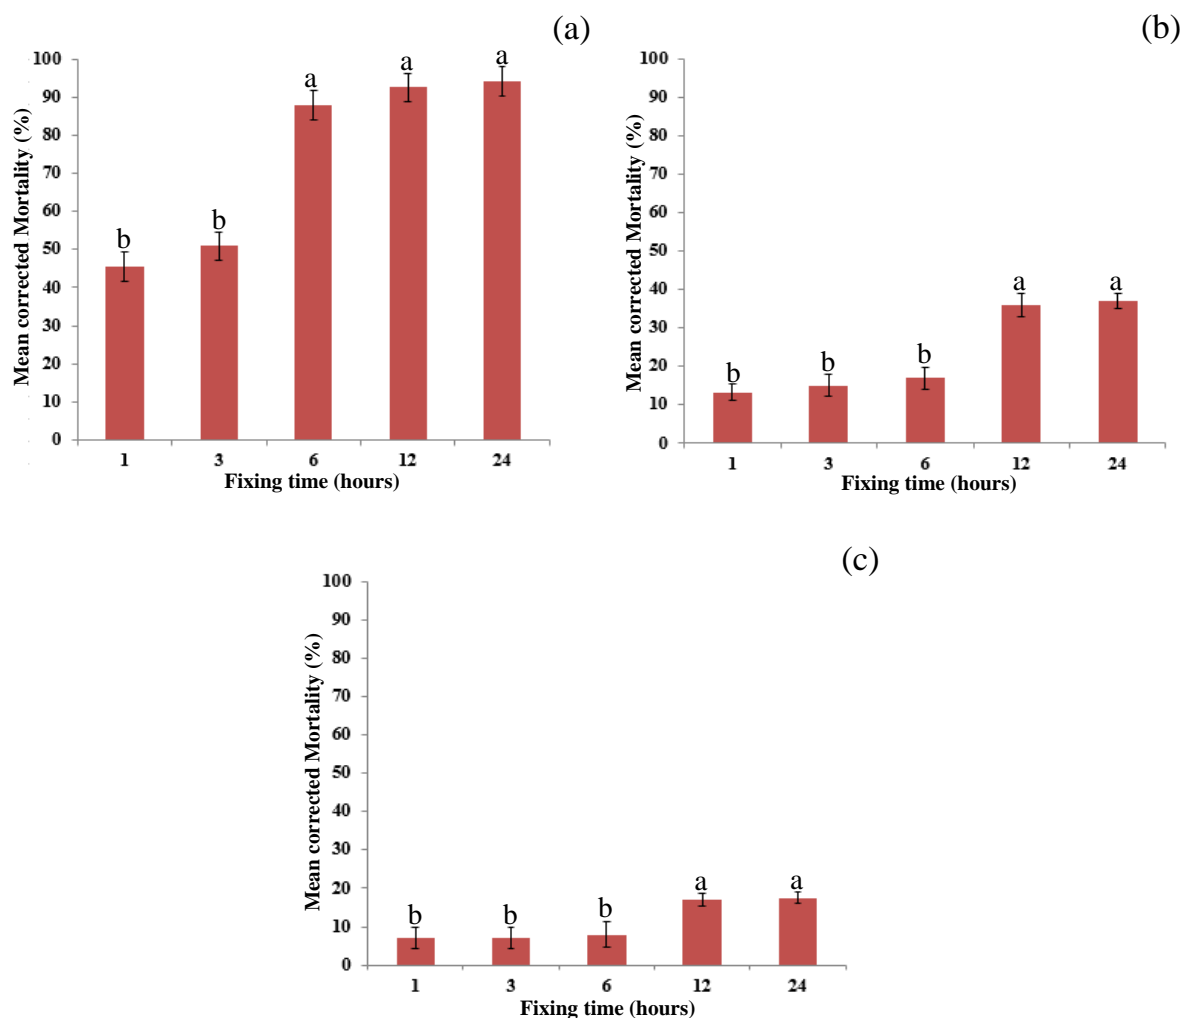 (a)
Mean corrected Mortality (%)
100
90
80
70
60
50
40
30
20
10
0
b
b
a
a
a
1 3 6 12 24
Fixing time (hours)
(b)
Mean corrected Mortality (%)
100
90
80
70
60
50
40
30
20
10
0
b
b
b
a
a
1 3 6 12 24
Fixing time (hours)
(c)
Mean corrected Mortality (%)
100
90
80
70
60
50
40
30
20
10
0
b
b
b
a
a
1 3 6 12 24
Fixing time (hours)